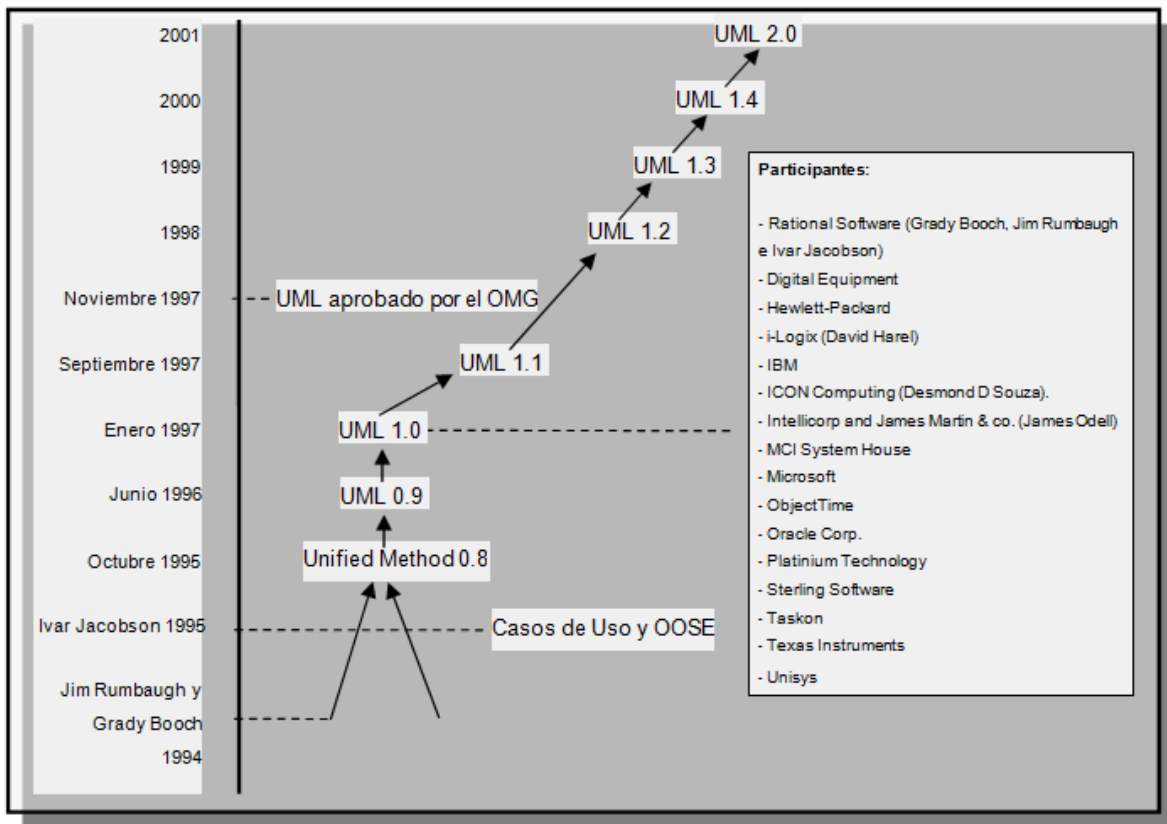 2001
UML 2.0
2000
UML 1.4
1999
UML 1.3
1998
UML 1.2
Noviembre 1997
UML aprobado por el OMG
Septiembre 1997
UML 1.1
Enero 1997
UML 1.0
Junio 1996
UML 0.9
Octubre 1995
Unified Method 0.8
Ivar Jacobson 1995
Casos de Uso y OOSE
Jim Rumbaugh y
Grady Booch
1994
Participantes:
- Rational Software (Grady Booch, Jim Rumbaugh
e Ivar Jacobson)
- Digital Equipment
- Hewlett-Packard
- i-Logix (David Harel)
- IBM
- ICON Computing (Desmond D Souza).
- Intellicorp and James Martin & co. (James Odell)
- MCI System House
- Microsoft
- ObjectTime
- Oracle Corp.
- Platinium Technology
- Sterling Software
- Taskon
- Texas Instruments
- Unisys